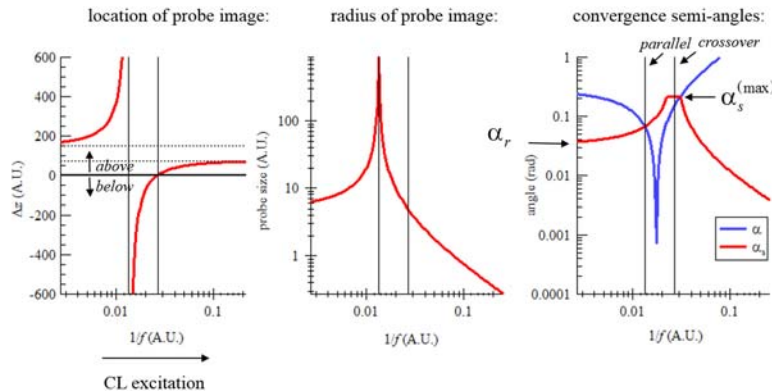 location of probe image:
radius of probe image:
convergence semi-angles:
600
400
200
0
-200
-400
-600
Δz (A.U.)
above
below
0.01
0.1
1/f (A.U.)
CL excitation
100
10
1
probe size (A.U.)
0.01
0.1
1/f (A.U.)
parallel
crossover
1
0.1
0.01
0.001
0.0001
angle (rad)
αr
αs(max)
α
αs
0.01
0.1
1/f (A.U.)